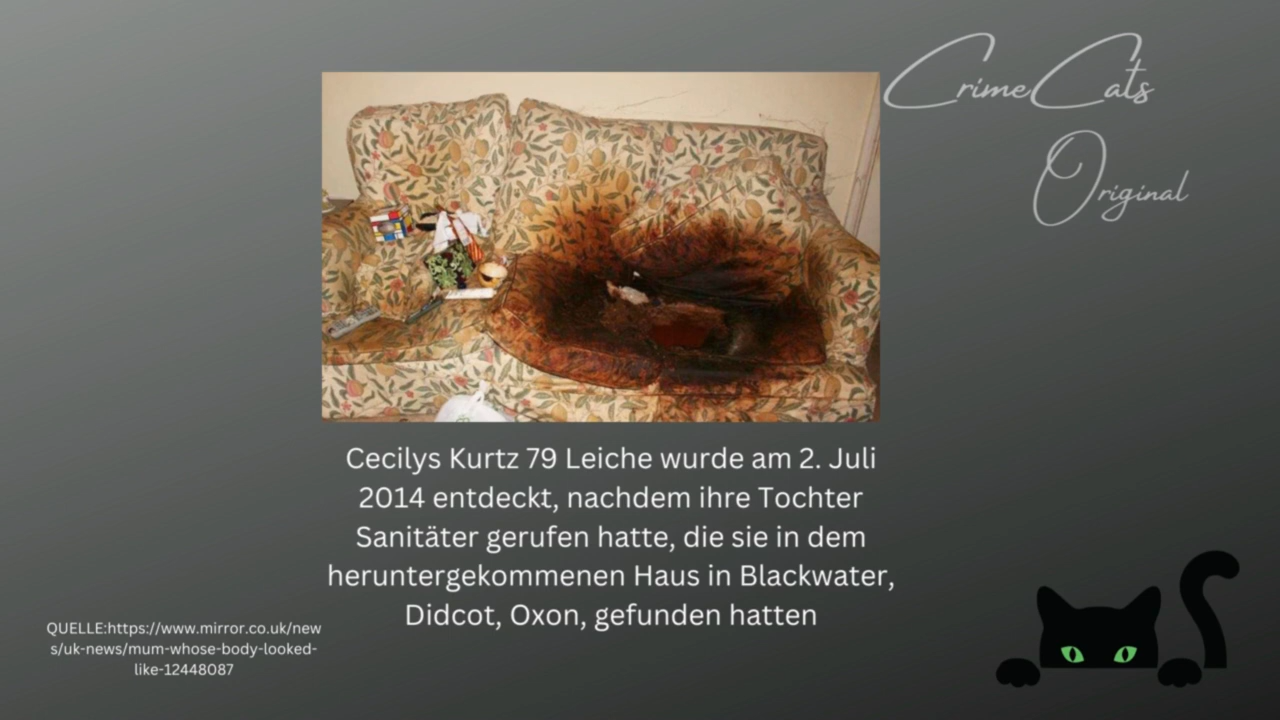 CrimeCats
Original
Cecilys Kurtz 79 Leiche wurde am 2. Juli
2014 entdeckt, nachdem ihre Tochter
Sanitäter gerufen hatte, die sie in dem
heruntergekommenen Haus in Blackwater,
Didcot, Oxon, gefunden hatten
QUELLE:https://www.mirror.co.uk/new
s/uk-news/mum-whose-body-looked-
like-12448087